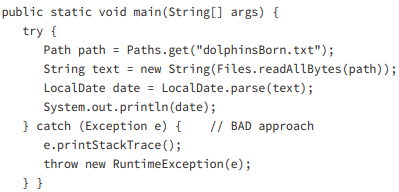 public static void main(String[] args) {
   try {
      Path path = Paths.get("dolphinsBorn.txt");
      String text = new String(Files.readAllBytes(path));
      LocalDate date = LocalDate.parse(text);
      System.out.println(date);
   } catch (Exception e) {    // BAD approach
      e.printStackTrace();
      throw new RuntimeException(e);
   } }